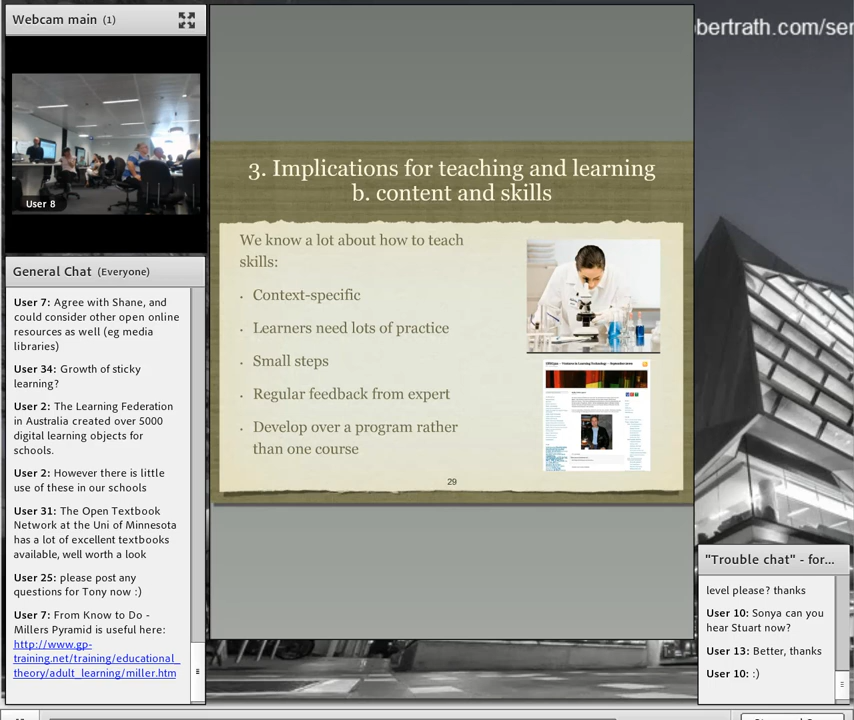 Webcam main (1)
User 8
General Chat (Everyone)
User 7: Agree with Shane, and
could consider other open online
resources as well (eg media
libraries)
User 34: Growth of sticky
learning?
User 2: The Learning Federation
in Australia created over 5000
digital learning objects for
schools.
User 2: However there is little
use of these in our schools
User 31: The Open Textbook
Network at the Uni of Minnesota
has a lot of excellent textbooks
available, well worth a look
User 25: please post any
questions for Tony now :)
User 7: From Know to Do -
Millers Pyramid is useful here:
http://www.gp-
training.net/training/educational_
theory/adult_learning/miller.htm
3. Implications for teaching and learning
b. content and skills
We know a lot about how to teach
skills:
· Context-specific
· Learners need lots of practice
· Small steps
· Regular feedback from expert
· Develop over a program rather
than one course
29
bertrath.com/ser
"Trouble chat" - for...
level please? thanks
User 10: Sonya can you
hear Stuart now?
User 13: Better, thanks
User 10: :)